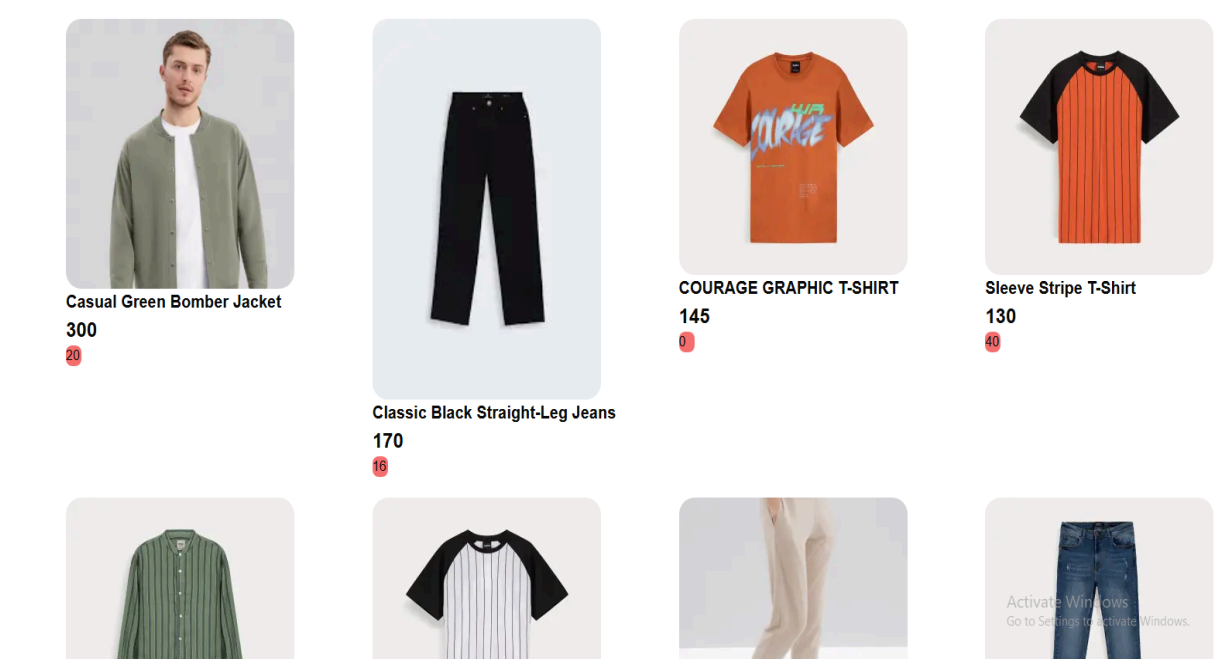 COURAGE
Casual Green Bomber Jacket
300
20
Classic Black Straight-Leg Jeans
170
16
COURAGE GRAPHIC T-SHIRT
145
0
Sleeve Stripe T-Shirt
130
40
Activate Windows
Go to Settings to activate Windows.